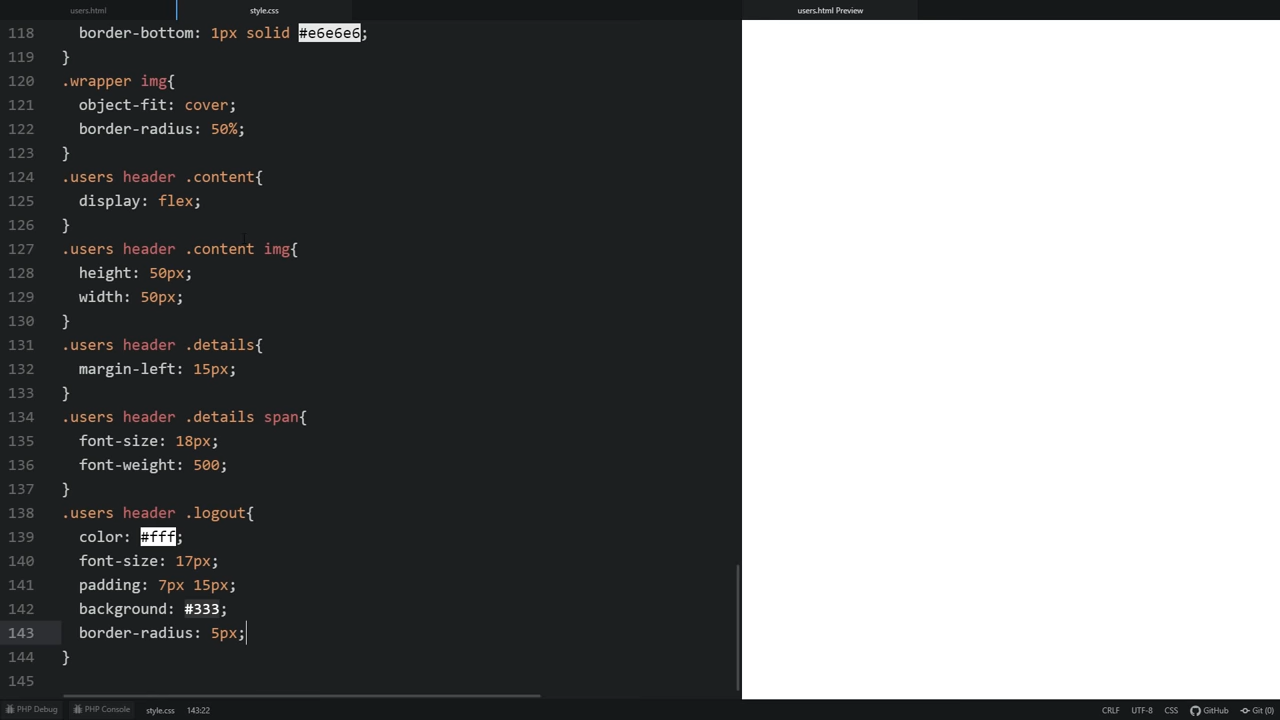 users.html
style.css
users.html Preview
118 border-bottom: 1px solid #e6e6e6;
119 }
120 .wrapper img{
121 object-fit: cover;
122 border-radius: 50%;
123 }
124 .users header .content{
125 display: flex;
126 }
127 .users header .content img{
128 height: 50px;
129 width: 50px;
130 }
131 .users header .details{
132 margin-left: 15px;
133 }
134 .users header .details span{
135 font-size: 18px;
136 font-weight: 500;
137 }
138 .users header .logout{
139 color: #fff;
140 font-size: 17px;
141 padding: 7px 15px;
142 background: #333;
143 border-radius: 5px;
144 }
145
PHP Debug PHP Console style.css 143:22 CRLF UTF-8 CSS GitHub Git (0)